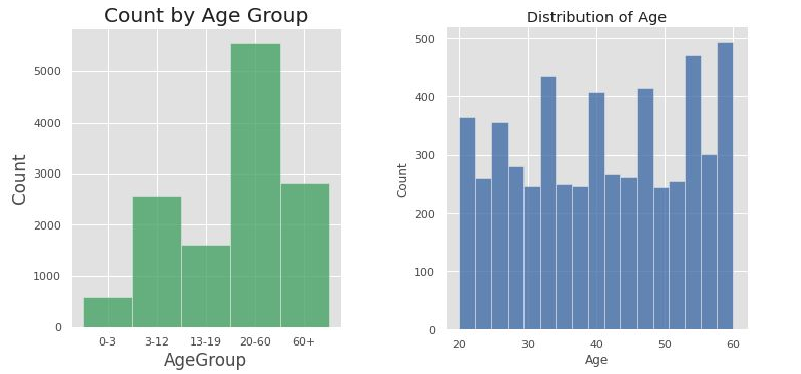 Count by Age Group
5000
4000
3000
2000
1000
0
Count
0-3 3-12 13-19 20-60 60+
AgeGroup
Distribution of Age
500
400
300
200
100
0
Count
20 30 40 50 60
Age